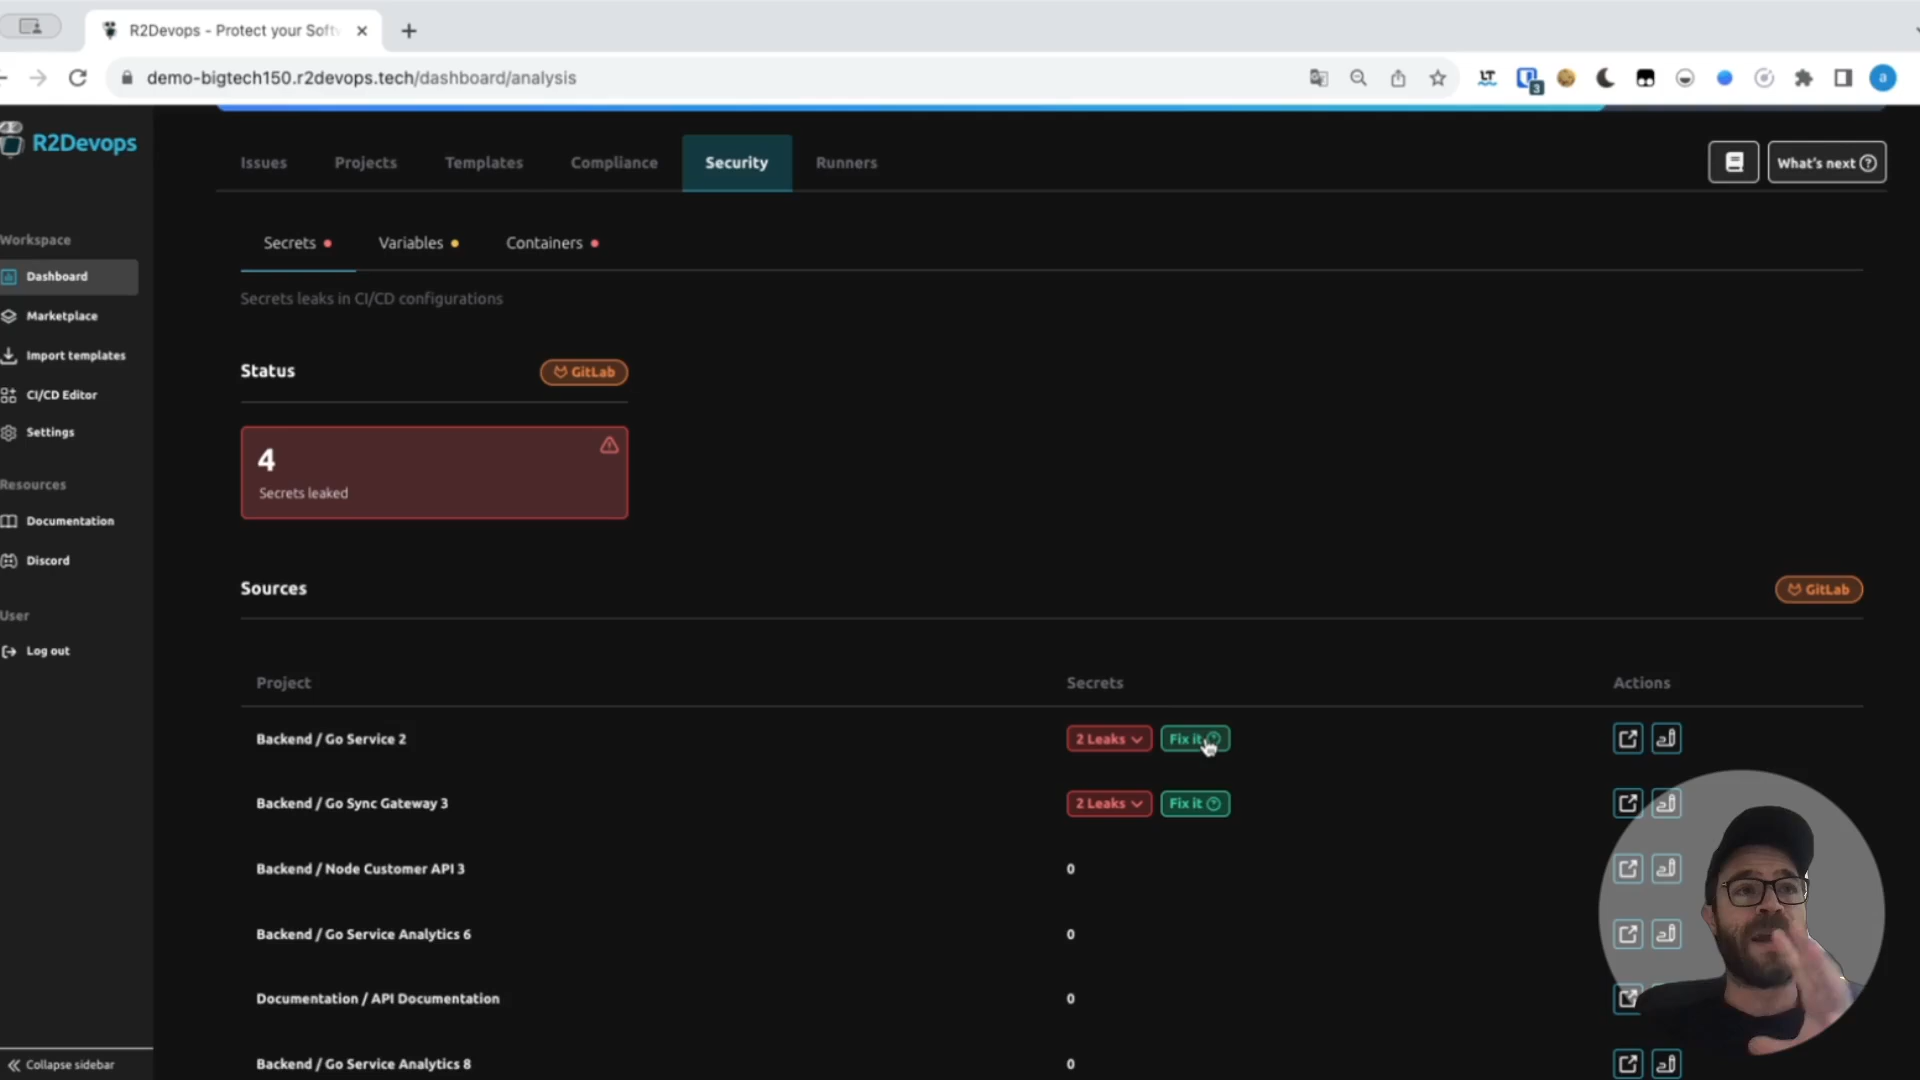 R2Devops - Protect your Softw
demo-bigtech150.r2devops.tech/dashboard/analysis
3
a
R2Devops
Issues
Projects
Templates
Compliance
Security
Runners
What's next
Workspace
Dashboard
Marketplace
Import templates
CI/CD Editor
Settings
Resources
Documentation
Discord
User
Log out
Collapse sidebar
Secrets
Variables
Containers
Secrets leaks in CI/CD configurations
Status
GitLab
4
Secrets leaked
Sources
GitLab
Project
Secrets
Actions
Backend / Go Service 2
2 Leaks
Fix it
Backend / Go Sync Gateway 3
2 Leaks
Fix it
Backend / Node Customer API 3
0
Backend / Go Service Analytics 6
0
Documentation / API Documentation
0
Backend / Go Service Analytics 8
0